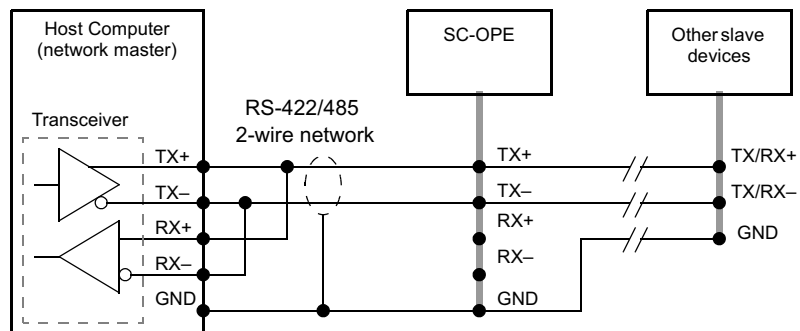 Host Computer
(network master)
SC-OPE
Other slave
devices
Transceiver
RS-422/485
2-wire network
TX+
TX–
RX+
RX–
GND
TX+
TX–
RX+
RX–
GND
TX/RX+
TX/RX–
GND